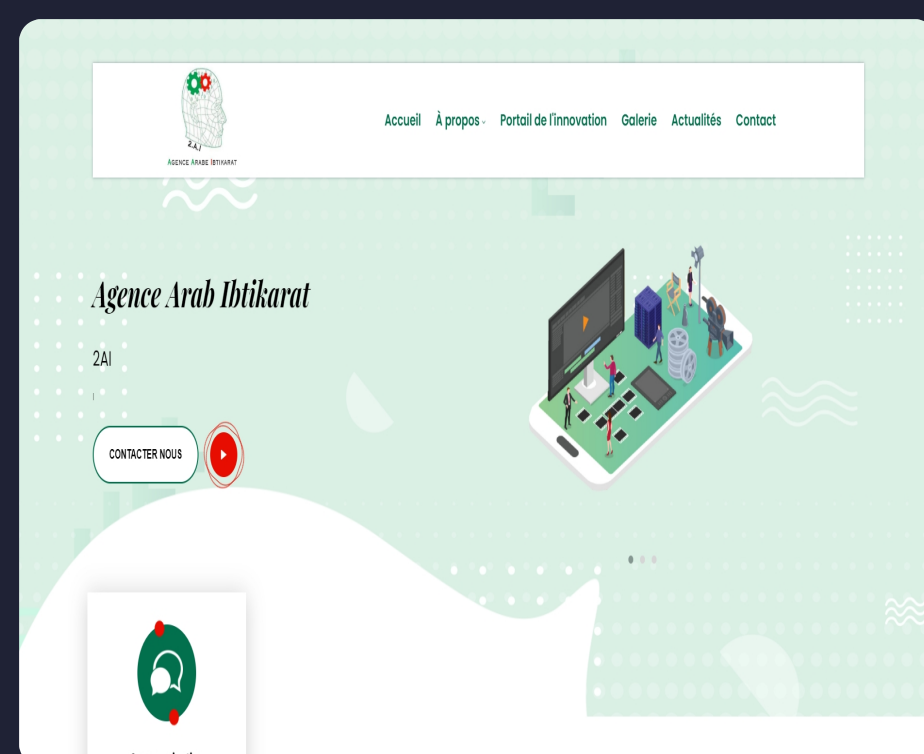 2.A.I
AGENCE ARABE IBTIKARAT
Accueil À propos Portail de l'innovation Galerie Actualités Contact
Agence Arab Ibtikarat
2AI
CONTACTER NOUS